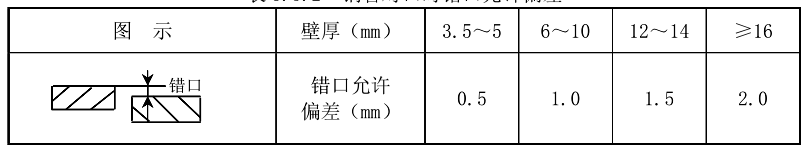 图 示 壁厚（mm） 3.5～5 6～10 12～14 ≥16
错口 错口允许偏差（mm） 0.5 1.0 1.5 2.0